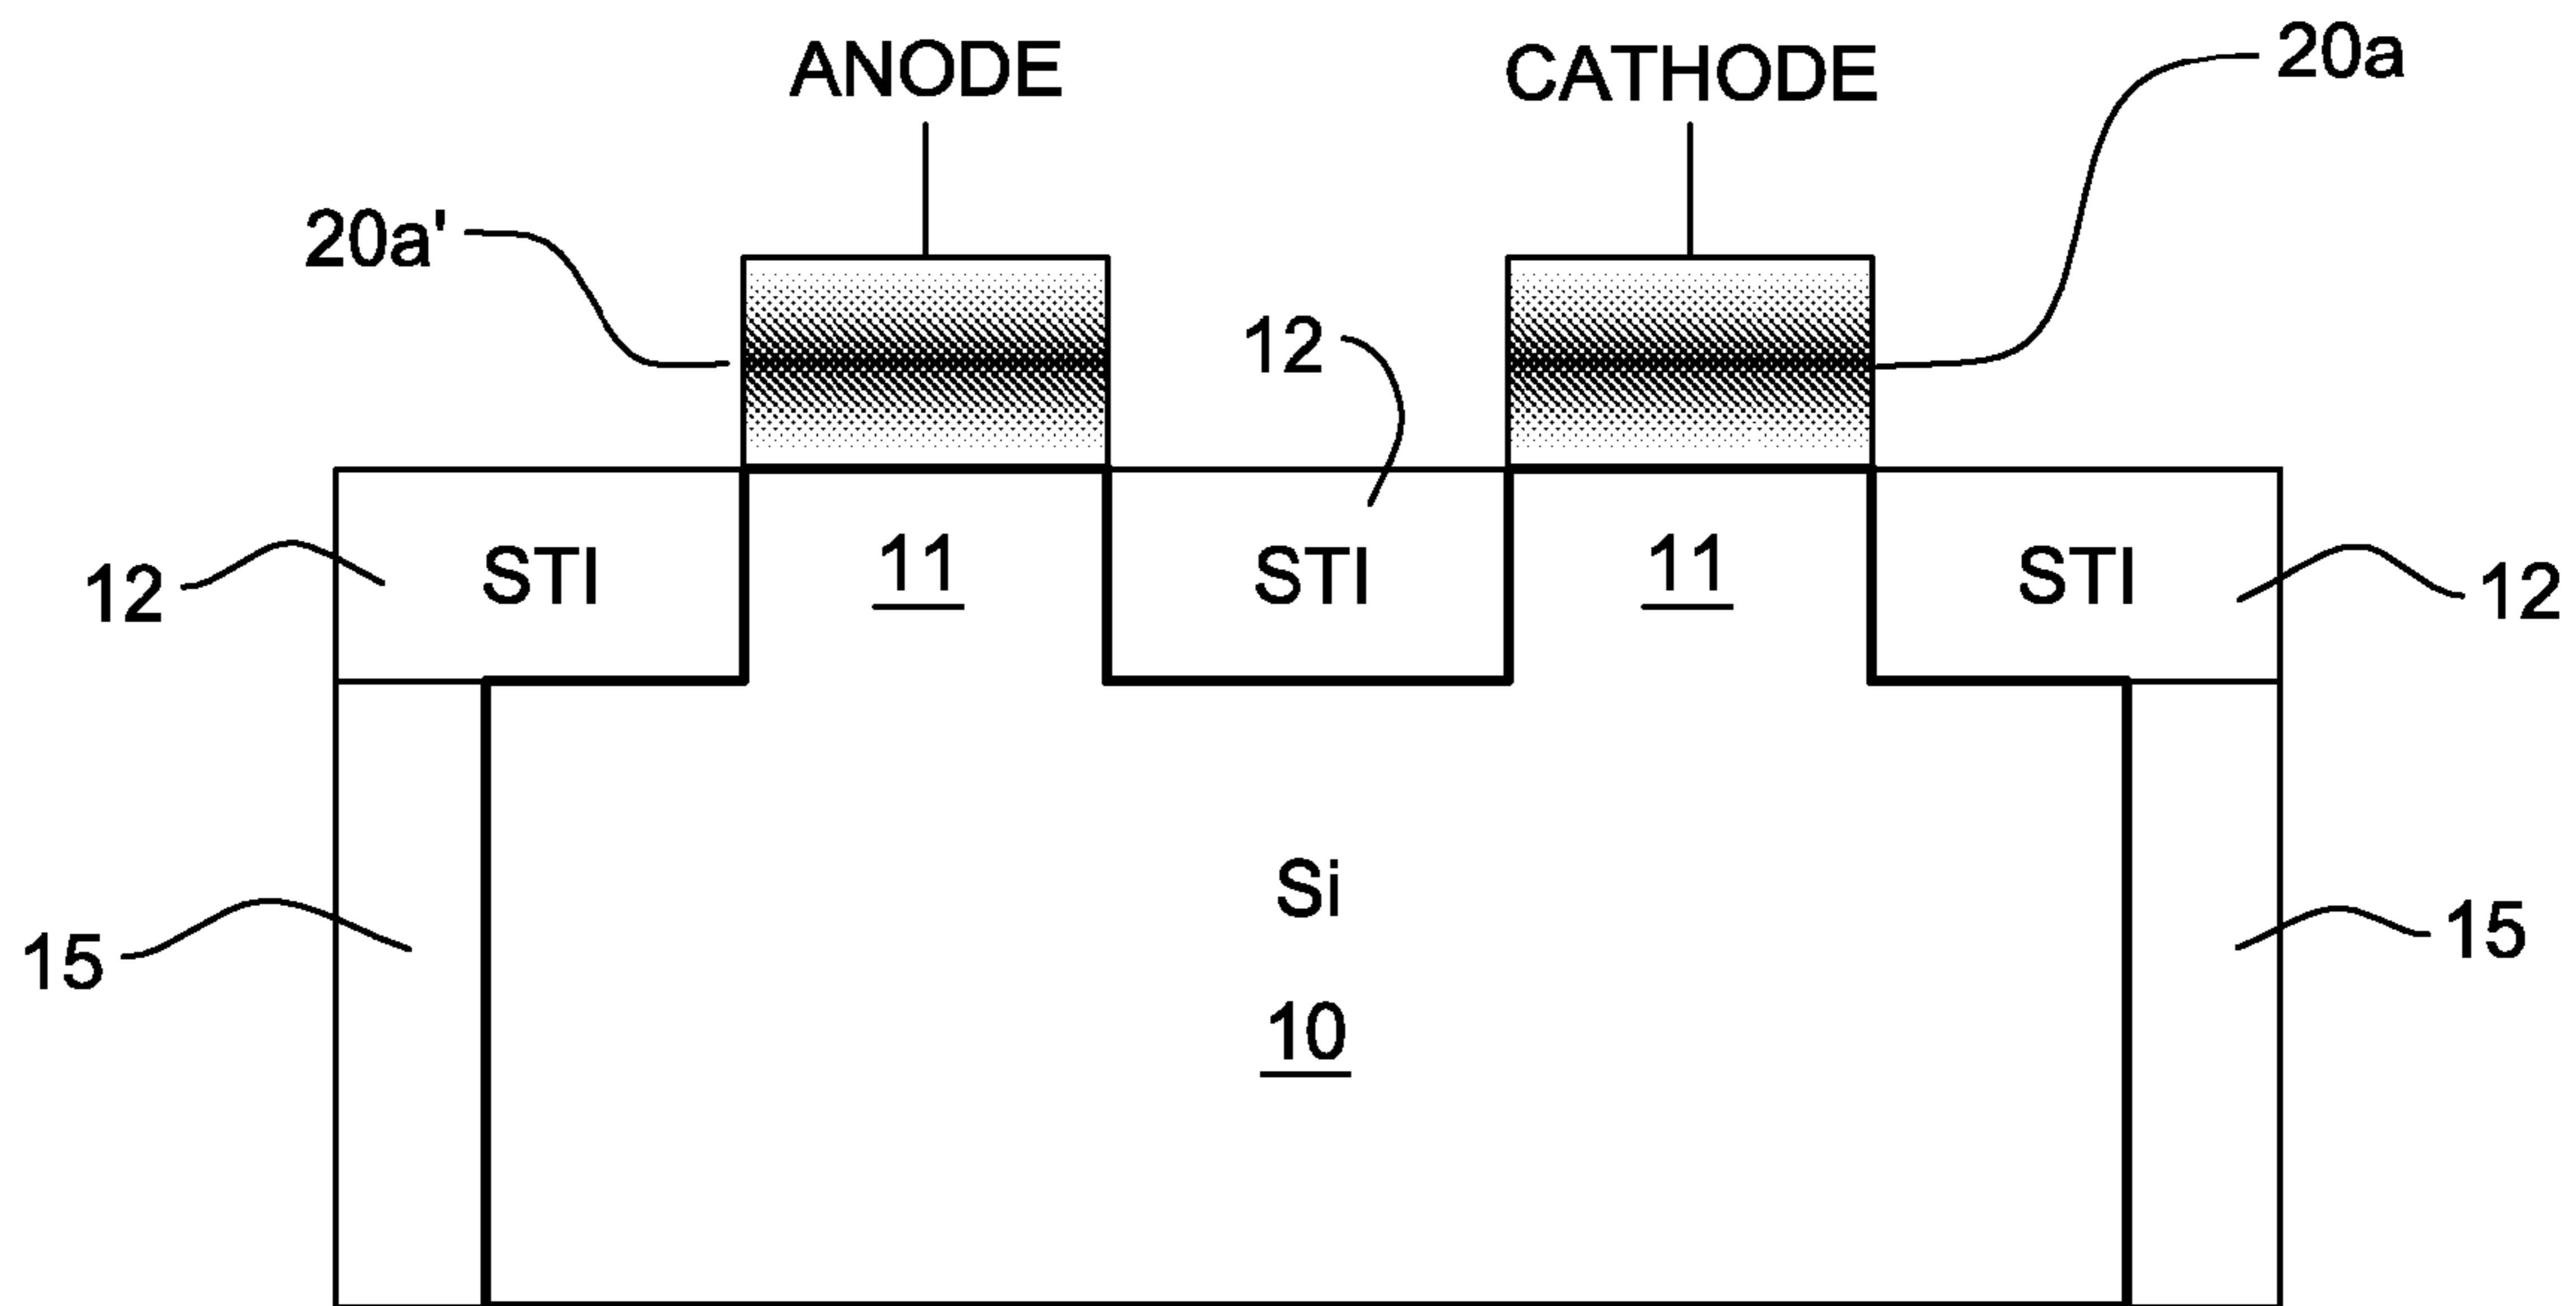 ANODE CATHODE 20a
20a'
12
STI 11 STI 11 STI
12 12
Si
15 15
10